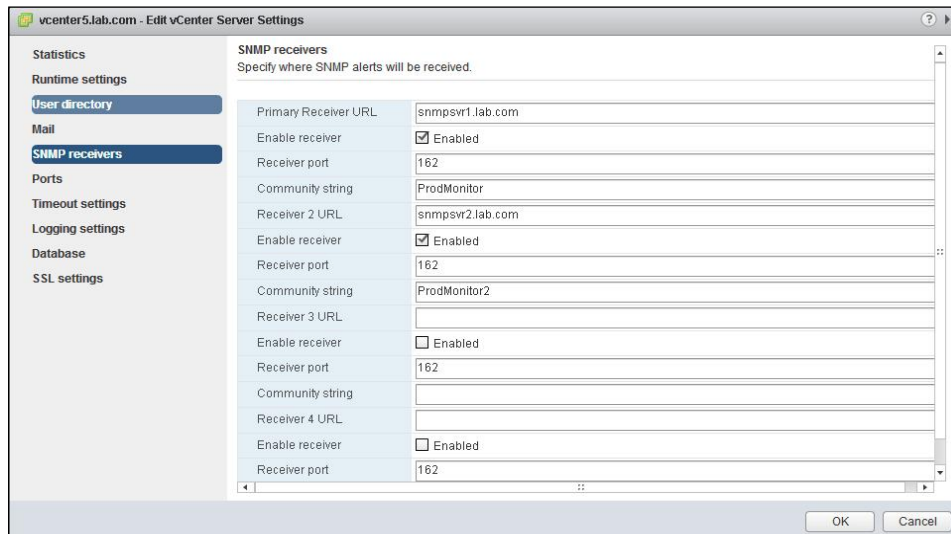 vcenter5.lab.com - Edit vCenter Server Settings
?
Statistics
Runtime settings
User directory
Mail
SNMP receivers
Ports
Timeout settings
Logging settings
Database
SSL settings
SNMP receivers
Specify where SNMP alerts will be received.
Primary Receiver URL snmpsvr1.lab.com
Enable receiver Enabled
Receiver port 162
Community string ProdMonitor
Receiver 2 URL snmpsvr2.lab.com
Enable receiver Enabled
Receiver port 162
Community string ProdMonitor2
Receiver 3 URL
Enable receiver Enabled
Receiver port 162
Community string
Receiver 4 URL
Enable receiver Enabled
Receiver port 162
OK Cancel